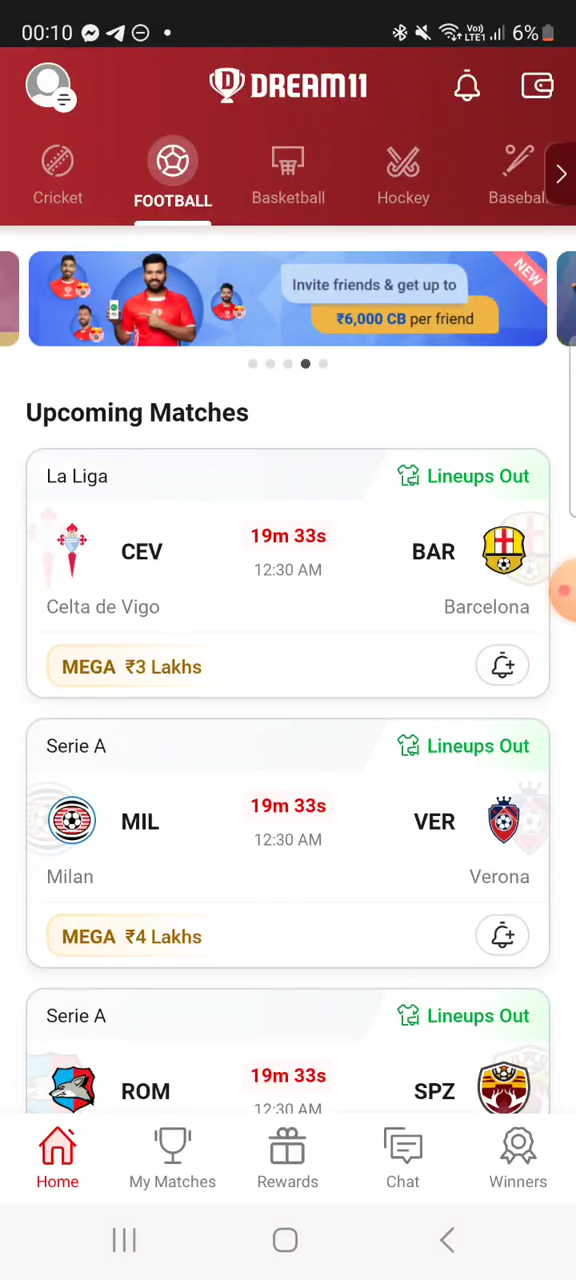 00:10 Vo) LTE1 6%
DREAM11
Cricket FOOTBALL Basketball Hockey Basebal
Invite friends & get up to
₹6,000 CB per friend
NEW
Upcoming Matches
La Liga Lineups Out
CEV 19m 33s BAR
12:30 AM
Celta de Vigo Barcelona
MEGA ₹3 Lakhs
Serie A Lineups Out
MIL 19m 33s VER
12:30 AM
Milan Verona
MEGA ₹4 Lakhs
Serie A Lineups Out
ROM 19m 33s SPZ
12:30 AM
Home My Matches Rewards Chat Winners